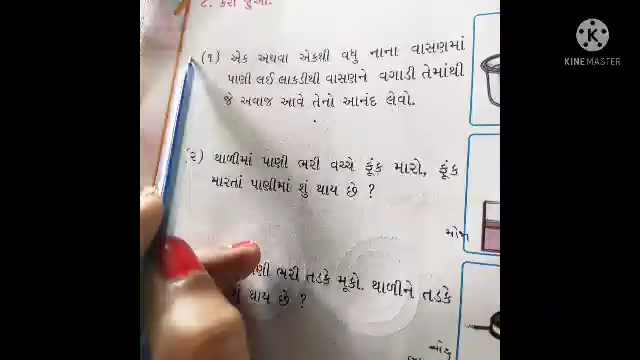 ૮. કરી જુઓ.
(૧) એક અથવા એકથી વધુ નાના વાસણમાં
પાણી લઈ લાકડીથી વાસણને વગાડી તેમાંથી
જે અવાજ આવે તેનો આનંદ લેવો.
(૨) થાળીમાં પાણી ભરી વચ્ચે ફૂંક મારો, ફૂંક
મારતાં પાણીમાં શું થાય છે ?
પાણી ભરી તડકે મૂકો. થાળીને તડકે
શું થાય છે ?
KINEMASTER